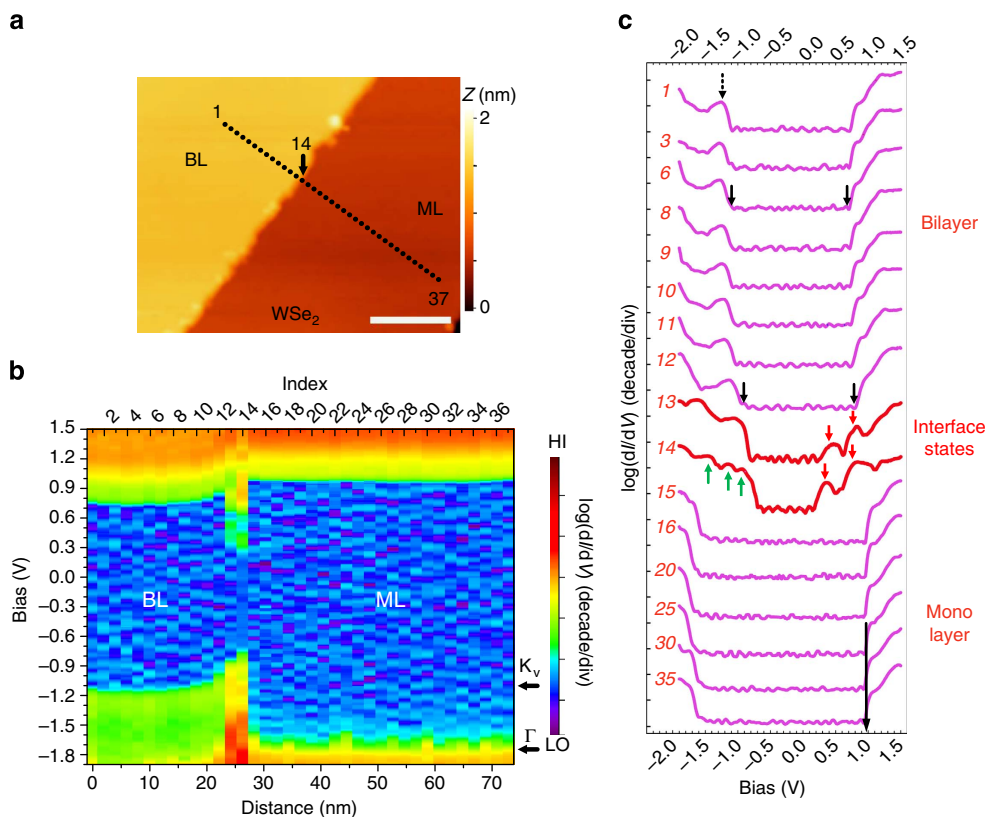 a
1
BL
14
ML
37
WSe₂
Z (nm)
2
0
b
Index
2 4 6 8 10 12 14 16 18 20 22 24 26 28 30 32 34 36
1.5
1.2
0.9
0.6
0.3
0.0
−0.3
−0.6
−0.9
−1.2
−1.5
−1.8
Bias (V)
BL
ML
0 10 20 30 40 50 60 70
Distance (nm)
HI
LO
log(dI/dV) (decade/div)
Kᵥ
Γ
c
−2.0 −1.5 −1.0 −0.5 0.0 0.5 1.0 1.5
1
3
6
8
9
10
11
12
13
14
15
16
20
25
30
35
log(dI/dV) (decade/div)
Bilayer
Interface
states
Mono
layer
−2.0 −1.5 −1.0 −0.5 0.0 0.5 1.0 1.5
Bias (V)